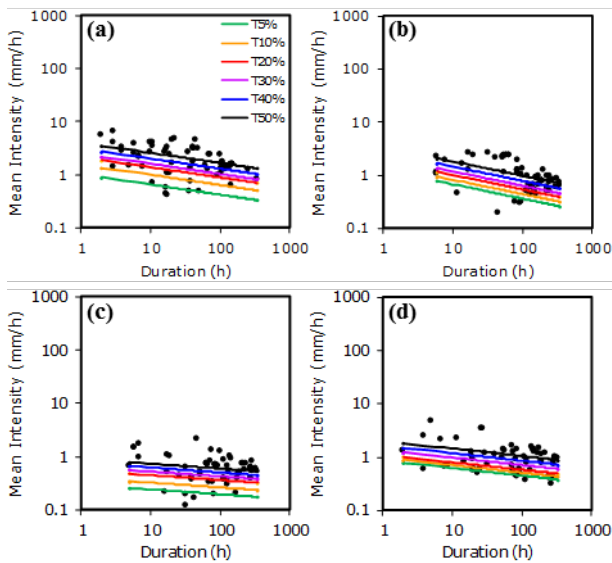 (a)
Mean Intensity (mm/h)
1000
100
10
1
0.1
1 10 100 1000
Duration (h)
T5%
T10%
T20%
T30%
T40%
T50%
(b)
Mean Intensity (mm/h)
1000
100
10
1
0.1
1 10 100 1000
Duration (h)
(c)
Mean Intensity (mm/h)
1000
100
10
1
0.1
1 10 100 1000
Duration (h)
(d)
Mean Intensity (mm/h)
1000
100
10
1
0.1
1 10 100 1000
Duration (h)